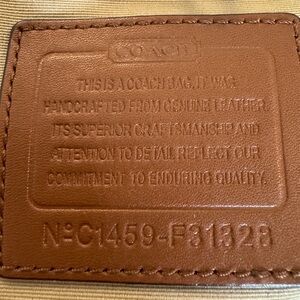 COACH
THIS IS A COACH BAG. IT WAS
HANDCRAFTED FROM GENUINE LEATHER.
ITS SUPERIOR CRAFTSMANSHIP AND
ATTENTION TO DETAIL REFLECT OUR
COMMITMENT TO ENDURING QUALITY.
Nº C1459-F31328